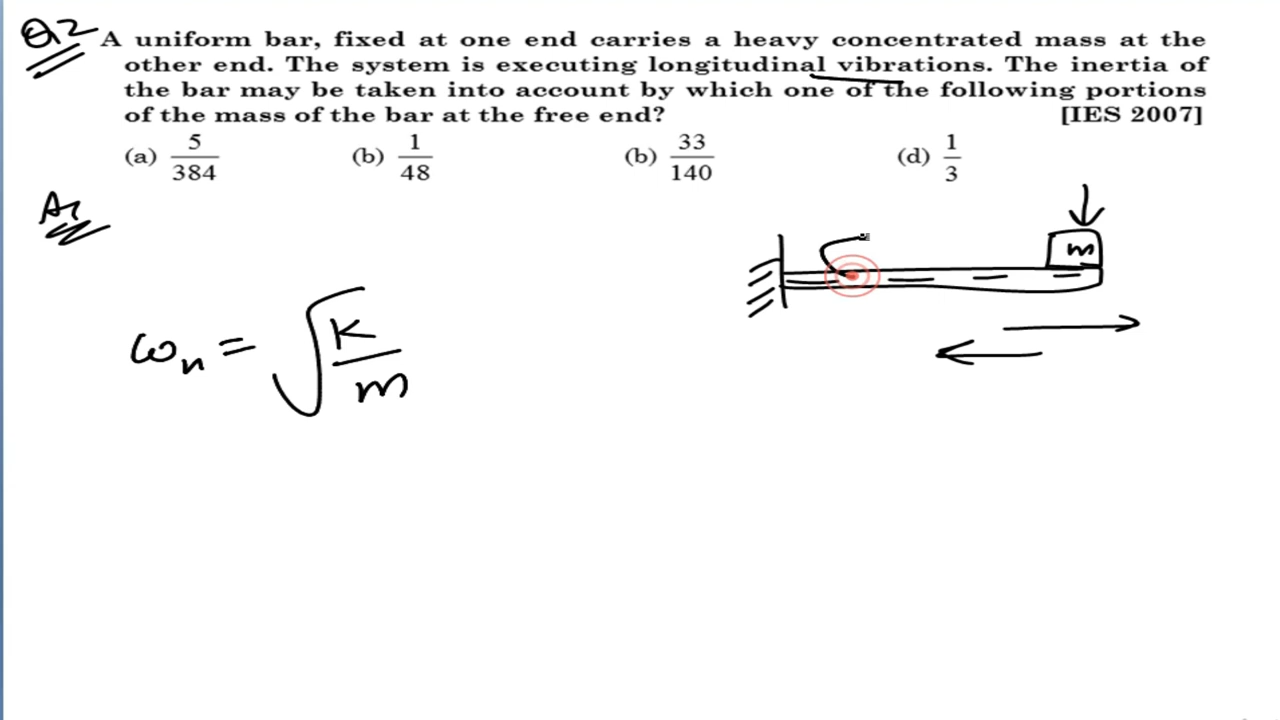 Q2
A uniform bar, fixed at one end carries a heavy concentrated mass at the
other end. The system is executing longitudinal vibrations. The inertia of
the bar may be taken into account by which one of the following portions
of the mass of the bar at the free end? [IES 2007]
(a) 5/384 (b) 1/48 (b) 33/140 (d) 1/3
m
ωn = √(K/m)